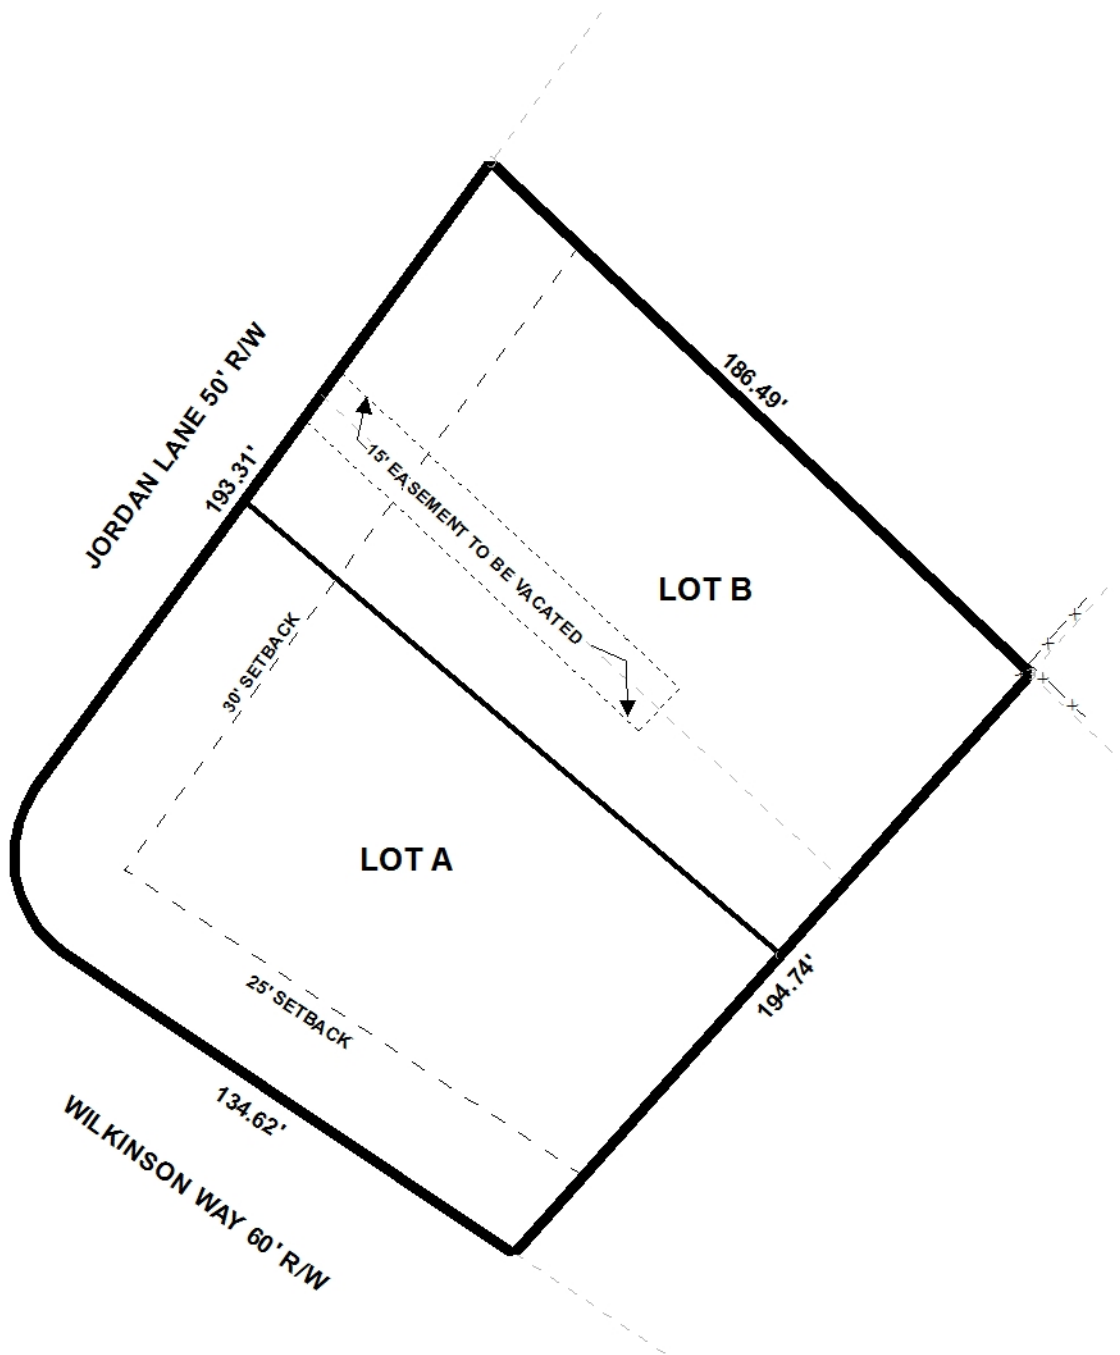 JORDAN LANE 50' R/W
193.31'
186.49'
15' EASEMENT TO BE VACATED
LOT B
30' SETBACK
LOT A
25' SETBACK
194.74'
134.62'
WILKINSON WAY 60' R/W